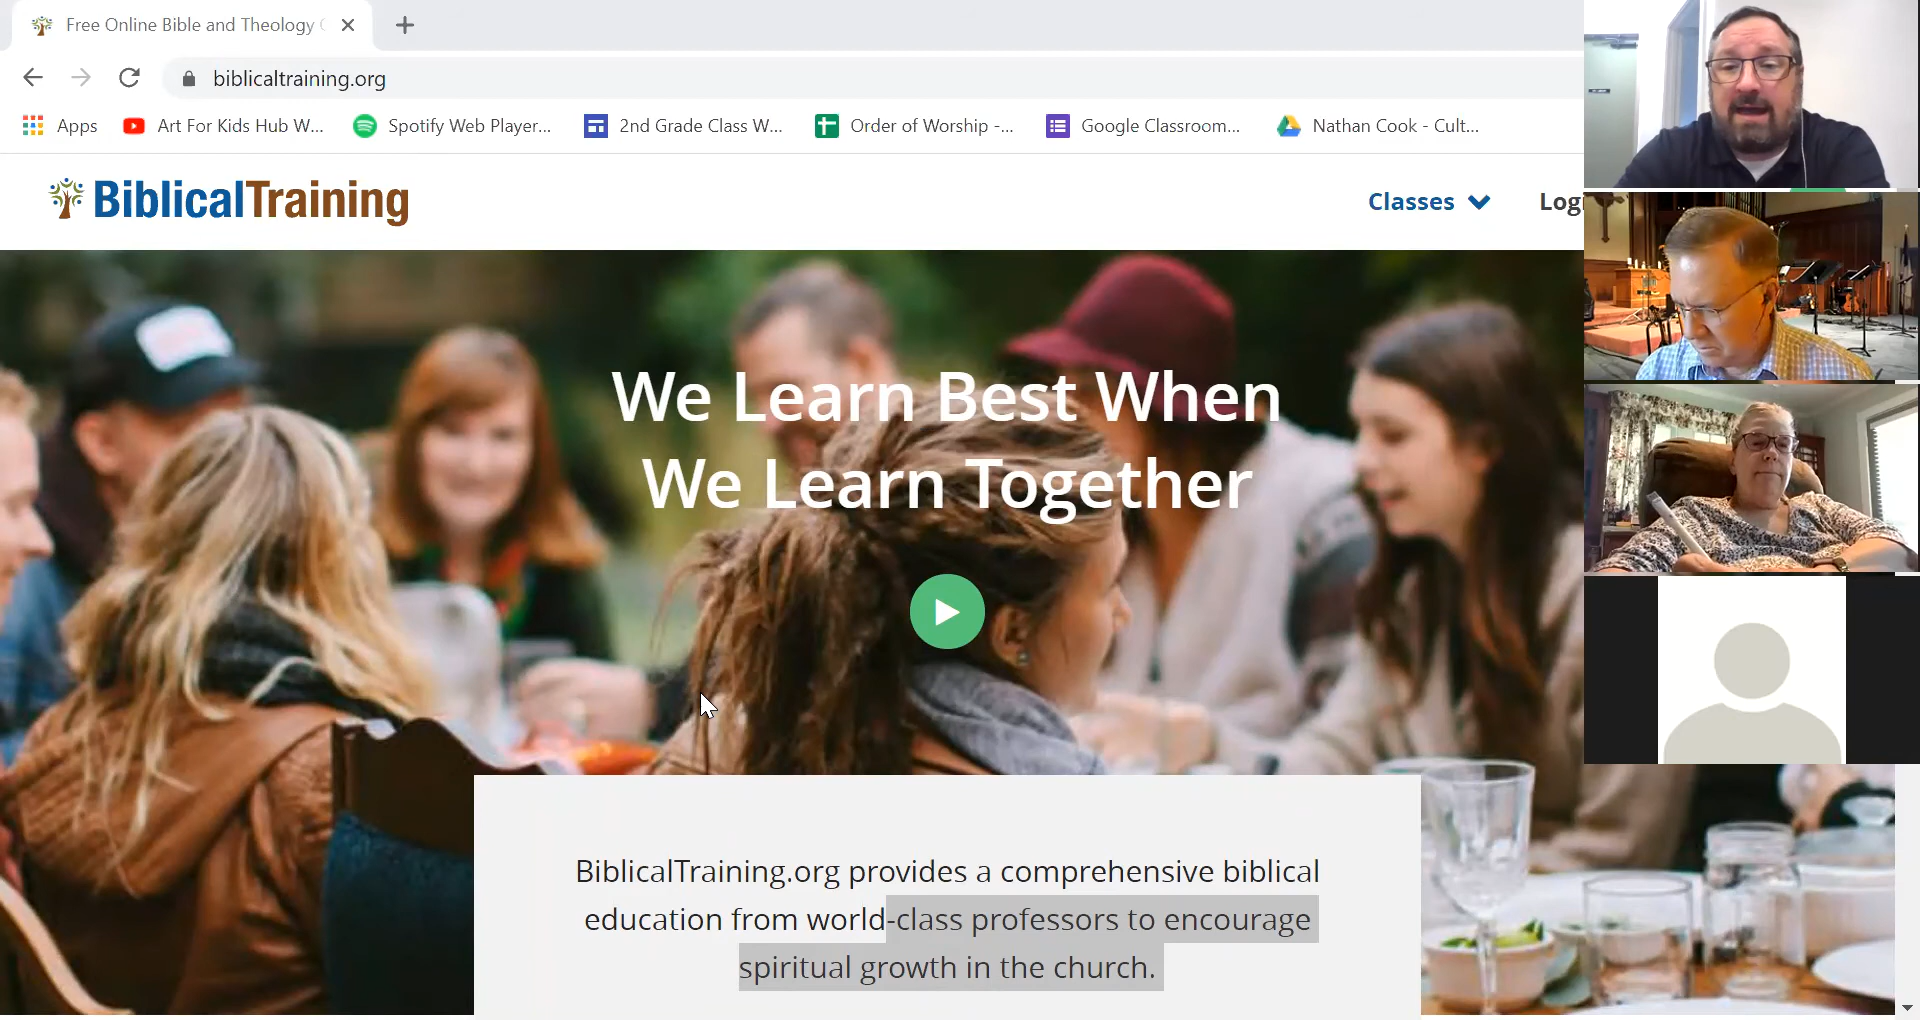 Free Online Bible and Theology
biblicaltraining.org
Apps
Art For Kids Hub W...
Spotify Web Player...
2nd Grade Class W...
Order of Worship -...
Google Classroom...
Nathan Cook - Cult...
BiblicalTraining
Classes
Logi
We Learn Best When
We Learn Together
BiblicalTraining.org provides a comprehensive biblical
education from world-class professors to encourage
spiritual growth in the church.